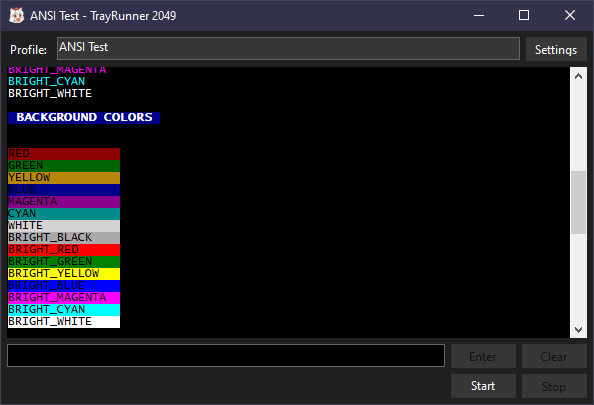 ANSI Test - TrayRunner 2049
Profile: ANSI Test Settings
BRIGHT_MAGENTA
BRIGHT_CYAN
BRIGHT_WHITE
BACKGROUND COLORS
RED
GREEN
YELLOW
BLUE
MAGENTA
CYAN
WHITE
BRIGHT_BLACK
BRIGHT_RED
BRIGHT_GREEN
BRIGHT_YELLOW
BRIGHT_BLUE
BRIGHT_MAGENTA
BRIGHT_CYAN
BRIGHT_WHITE
Enter Clear
Start Stop